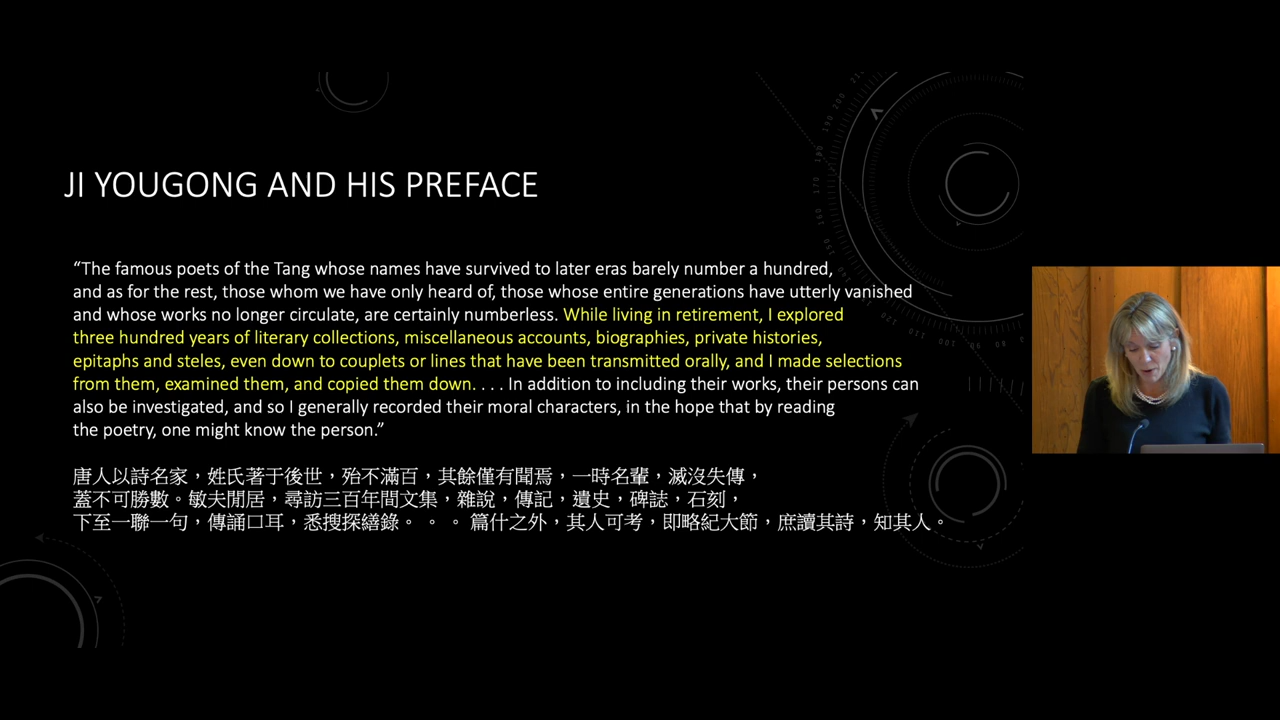 JI YOUGONG AND HIS PREFACE
“The famous poets of the Tang whose names have survived to later eras barely number a hundred,
and as for the rest, those whom we have only heard of, those whose entire generations have utterly vanished
and whose works no longer circulate, are certainly numberless. While living in retirement, I explored
three hundred years of literary collections, miscellaneous accounts, biographies, private histories,
epitaphs and steles, even down to couplets or lines that have been transmitted orally, and I made selections
from them, examined them, and copied them down. . . . In addition to including their works, their persons can
also be investigated, and so I generally recorded their moral characters, in the hope that by reading
the poetry, one might know the person.”
唐人以詩名家，姓氏著于後世，殆不滿百，其餘僅有聞焉，一時名輩，滅沒失傳，
蓋不可勝數。敏夫閒居，尋訪三百年間文集，雜說，傳記，遺史，碑誌，石刻，
下至一聯一句，傳誦口耳，悉搜採繕錄。。。篇什之外，其人可考，即略紀大節，庶讀其詩，知其人。